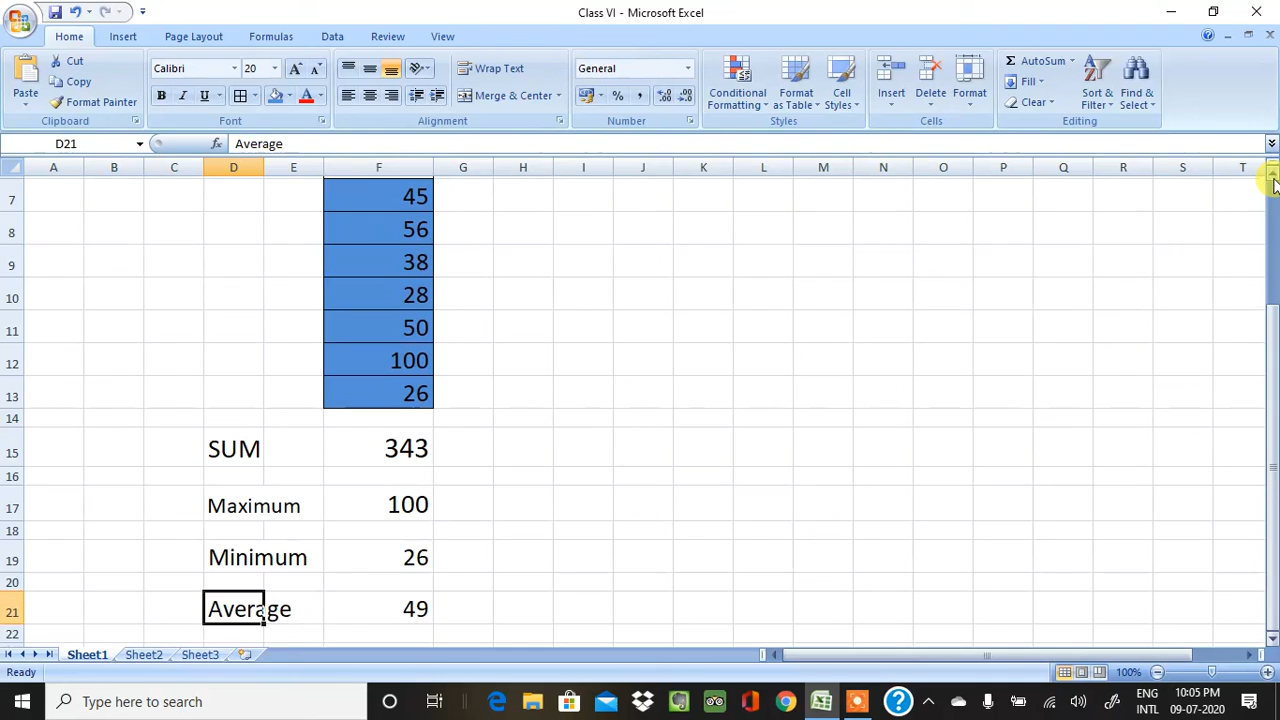 Class VI - Microsoft Excel
Home Insert Page Layout Formulas Data Review View
Paste Cut Copy Format Painter
Calibri 20 A A
B I U A
Wrap Text
Merge & Center
General
% ,
Conditional Formatting Format as Table Cell Styles
Insert Delete Format
Σ AutoSum
Fill
Clear
Sort & Filter Find & Select
Clipboard Font Alignment Number Styles Cells Editing
D21 fx Average
A B C D E F G H I J K L M N O P Q R S T
7 45
8 56
9 38
10 28
11 50
12 100
13 26
14
15 SUM 343
16
17 Maximum 100
18
19 Minimum 26
20
21 Average 49
22
Sheet1 Sheet2 Sheet3
Ready 100%
Type here to search
ENG INTL
10:05 PM
09-07-2020